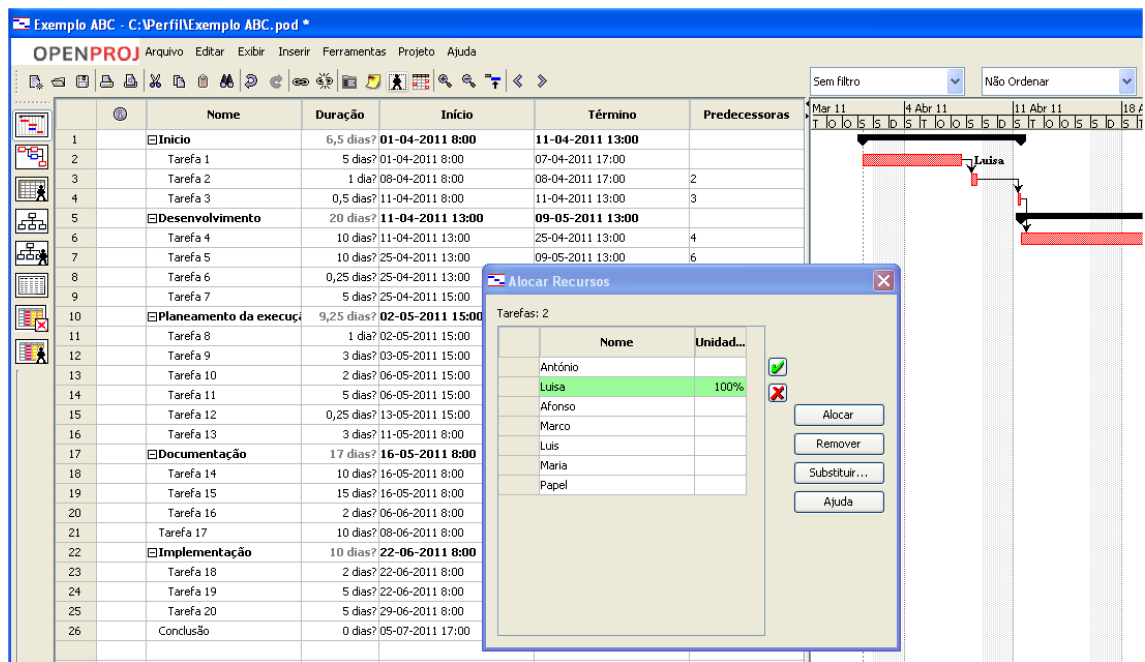 Exemplo ABC - C:\Perfil\Exemplo ABC.pod *
OPENPROJ Arquivo Editar Exibir Inserir Ferramentas Projeto Ajuda
Sem filtro Não Ordenar
Nome Duração Início Término Predecessoras
Mar 11 4 Abr 11 11 Abr 11 18 A
T Q Q S S D S T Q Q S S D S T Q Q S S D S T
1 Inicio 6,5 dias? 01-04-2011 8:00 11-04-2011 13:00
2 Tarefa 1 5 dias? 01-04-2011 8:00 07-04-2011 17:00 Luisa
3 Tarefa 2 1 dia? 08-04-2011 8:00 08-04-2011 17:00 2
4 Tarefa 3 0,5 dias? 11-04-2011 8:00 11-04-2011 13:00 3
5 Desenvolvimento 20 dias? 11-04-2011 13:00 09-05-2011 13:00
6 Tarefa 4 10 dias? 11-04-2011 13:00 25-04-2011 13:00 4
7 Tarefa 5 10 dias? 25-04-2011 13:00 09-05-2011 13:00 6
8 Tarefa 6 0,25 dias? 25-04-2011 13:00
9 Tarefa 7 5 dias? 25-04-2011 15:00
10 Planeamento da execuçã 9,25 dias? 02-05-2011 15:00
11 Tarefa 8 1 dia? 02-05-2011 15:00
12 Tarefa 9 3 dias? 03-05-2011 15:00
13 Tarefa 10 2 dias? 06-05-2011 15:00
14 Tarefa 11 5 dias? 06-05-2011 15:00
15 Tarefa 12 0,25 dias? 13-05-2011 15:00
16 Tarefa 13 3 dias? 11-05-2011 8:00
17 Documentação 17 dias? 16-05-2011 8:00
18 Tarefa 14 10 dias? 16-05-2011 8:00
19 Tarefa 15 15 dias? 16-05-2011 8:00
20 Tarefa 16 2 dias? 06-06-2011 8:00
21 Tarefa 17 10 dias? 08-06-2011 8:00
22 Implementação 10 dias? 22-06-2011 8:00
23 Tarefa 18 2 dias? 22-06-2011 8:00
24 Tarefa 19 5 dias? 22-06-2011 8:00
25 Tarefa 20 5 dias? 29-06-2011 8:00
26 Conclusão 0 dias? 05-07-2011 17:00
Alocar Recursos
Tarefas: 2
Nome Unidad...
António
Luisa 100%
Afonso
Marco
Luis
Maria
Papel
Alocar
Remover
Substituir...
Ajuda